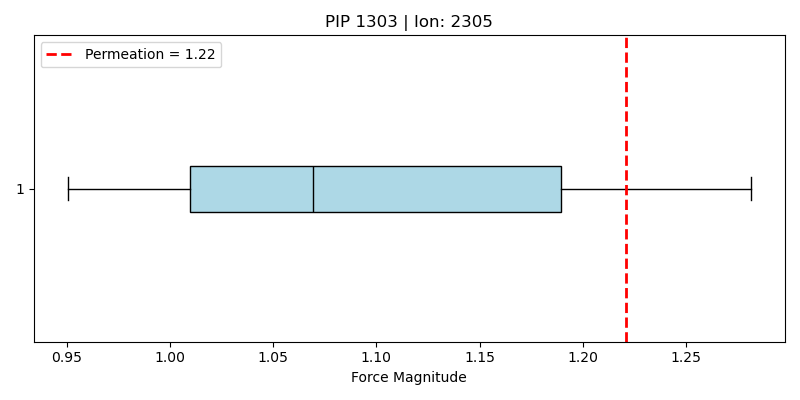 PIP 1303 | Ion: 2305
Permeation = 1.22
1
0.95 1.00 1.05 1.10 1.15 1.20 1.25
Force Magnitude